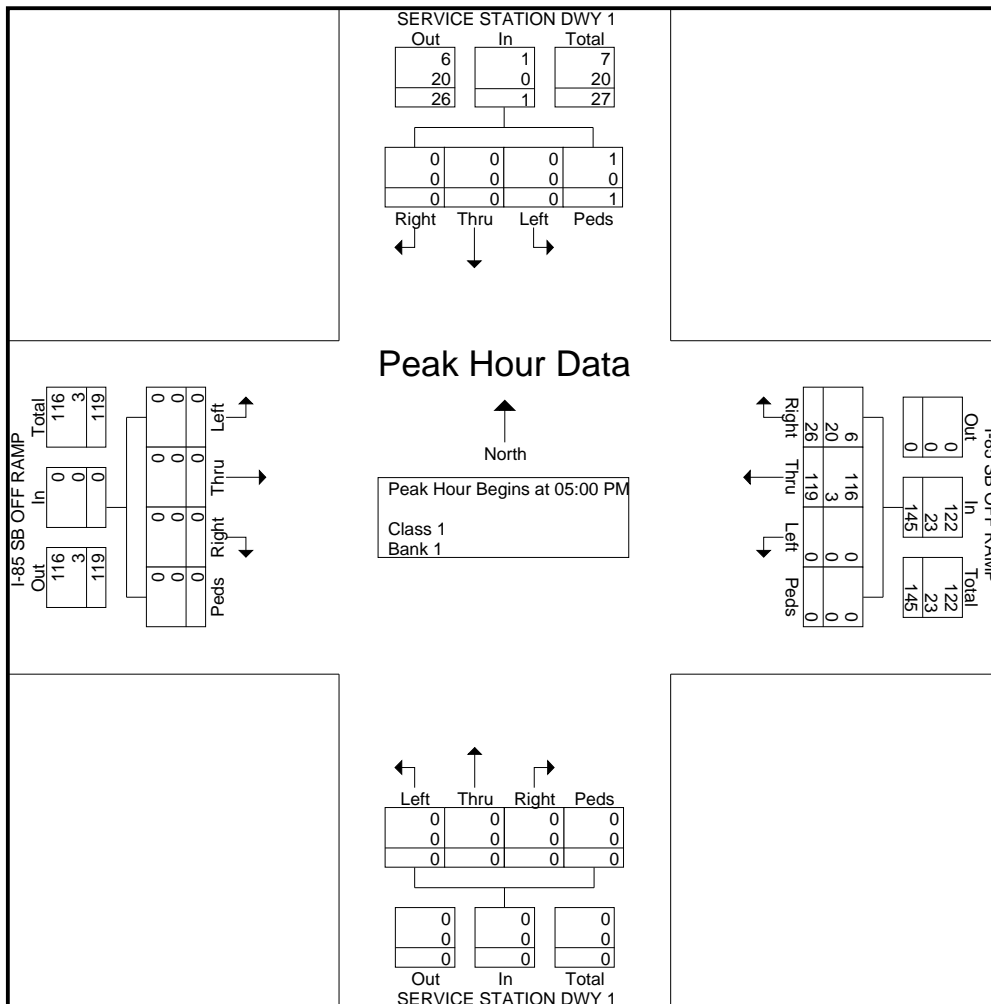 SERVICE STATION DWY 1
Out In Total
6 1 7
20 0 20
26 1 27
0 0 0 1
0 0 0 0
0 0 0 1
Right Thru Left Peds
Peak Hour Data
North
Peak Hour Begins at 05:00 PM
Class 1
Bank 1
I-85 SB OFF RAMP
Out In Total
116 0 116
3 0 3
119 0 119
Peds Right Thru Left
0 0 0 0
0 0 0 0
0 0 0 0
I-85 SB OFF RAMP
Out In Total
0 122 122
0 23 23
0 145 145
6 116 0 0
20 3 0 0
26 119 0 0
Right Thru Left Peds
Left Thru Right Peds
0 0 0 0
0 0 0 0
0 0 0 0
0 0 0
0 0 0
0 0 0
Out In Total
SERVICE STATION DWY 1